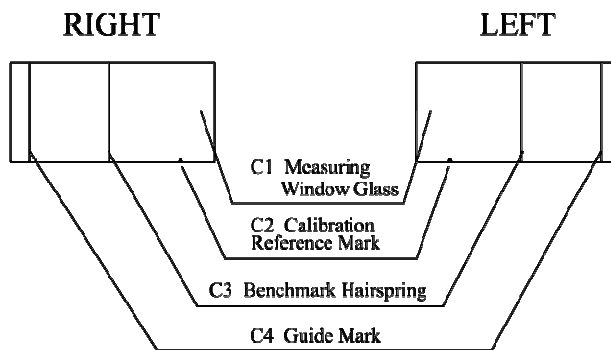 RIGHT
LEFT
C1 Measuring
Window Glass
C2 Calibration
Reference Mark
C3 Benchmark Hairspring
C4 Guide Mark